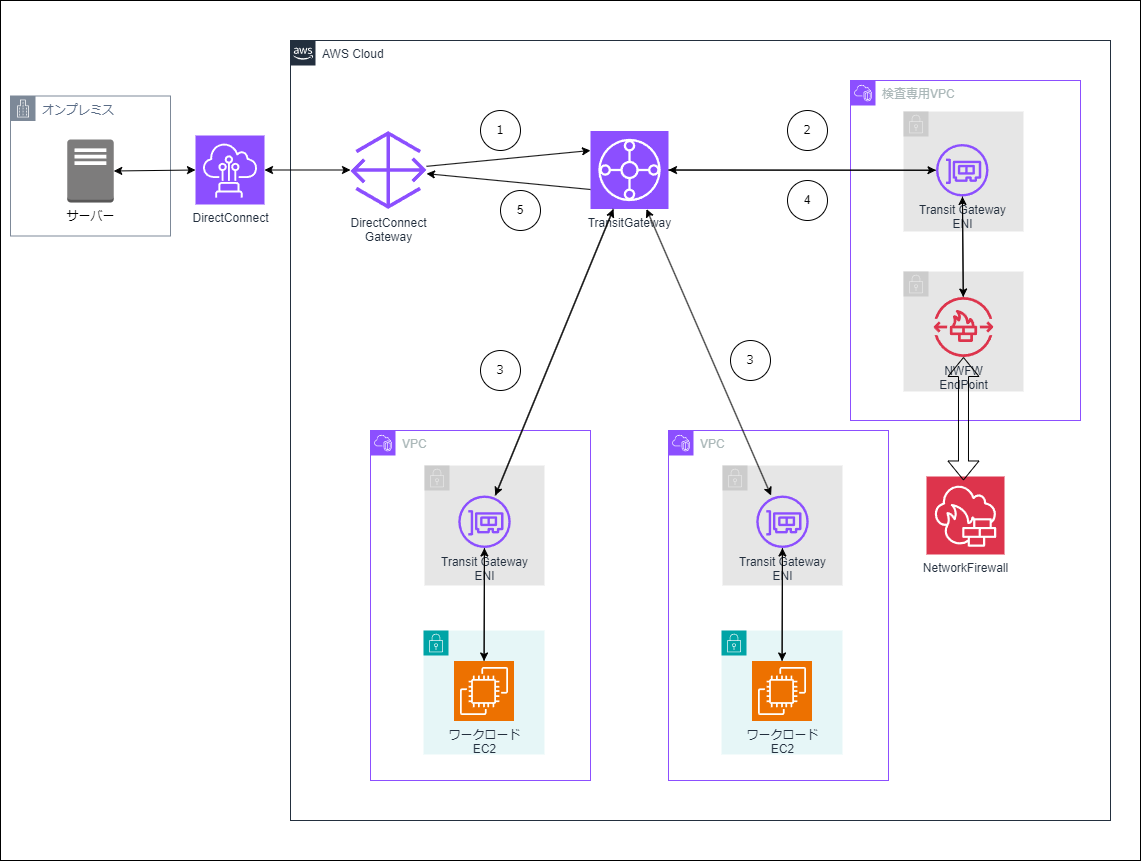 aws
AWS Cloud
オンプレミス
サーバー
DirectConnect
DirectConnect
Gateway
1
5
TransitGateway
2
4
検査専用VPC
Transit Gateway
ENI
NWFW
EndPoint
NetworkFirewall
3
3
VPC
Transit Gateway
ENI
ワークロード
EC2
VPC
Transit Gateway
ENI
ワークロード
EC2